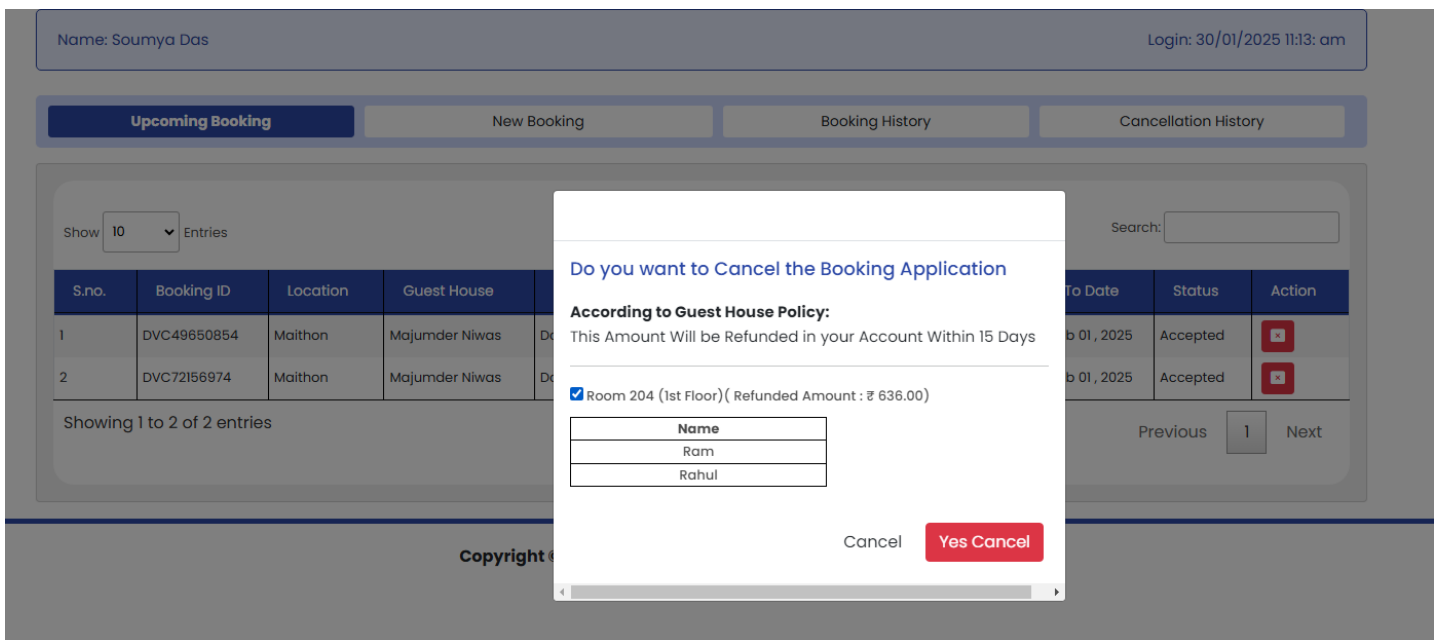 Name: Soumya Das Login: 30/01/2025 11:13: am
Upcoming Booking New Booking Booking History Cancellation History
Show 10 Entries Search:
S.no. Booking ID Location Guest House To Date Status Action
1 DVC49650854 Maithon Majumder Niwas 01 , 2025 Accepted
2 DVC72156974 Maithon Majumder Niwas 01 , 2025 Accepted
Showing 1 to 2 of 2 entries Previous 1 Next
Do you want to Cancel the Booking Application
According to Guest House Policy:
This Amount Will be Refunded in your Account Within 15 Days
Room 204 (1st Floor)( Refunded Amount : ₹ 636.00)
Name
Ram
Rahul
Cancel Yes Cancel
Copyright